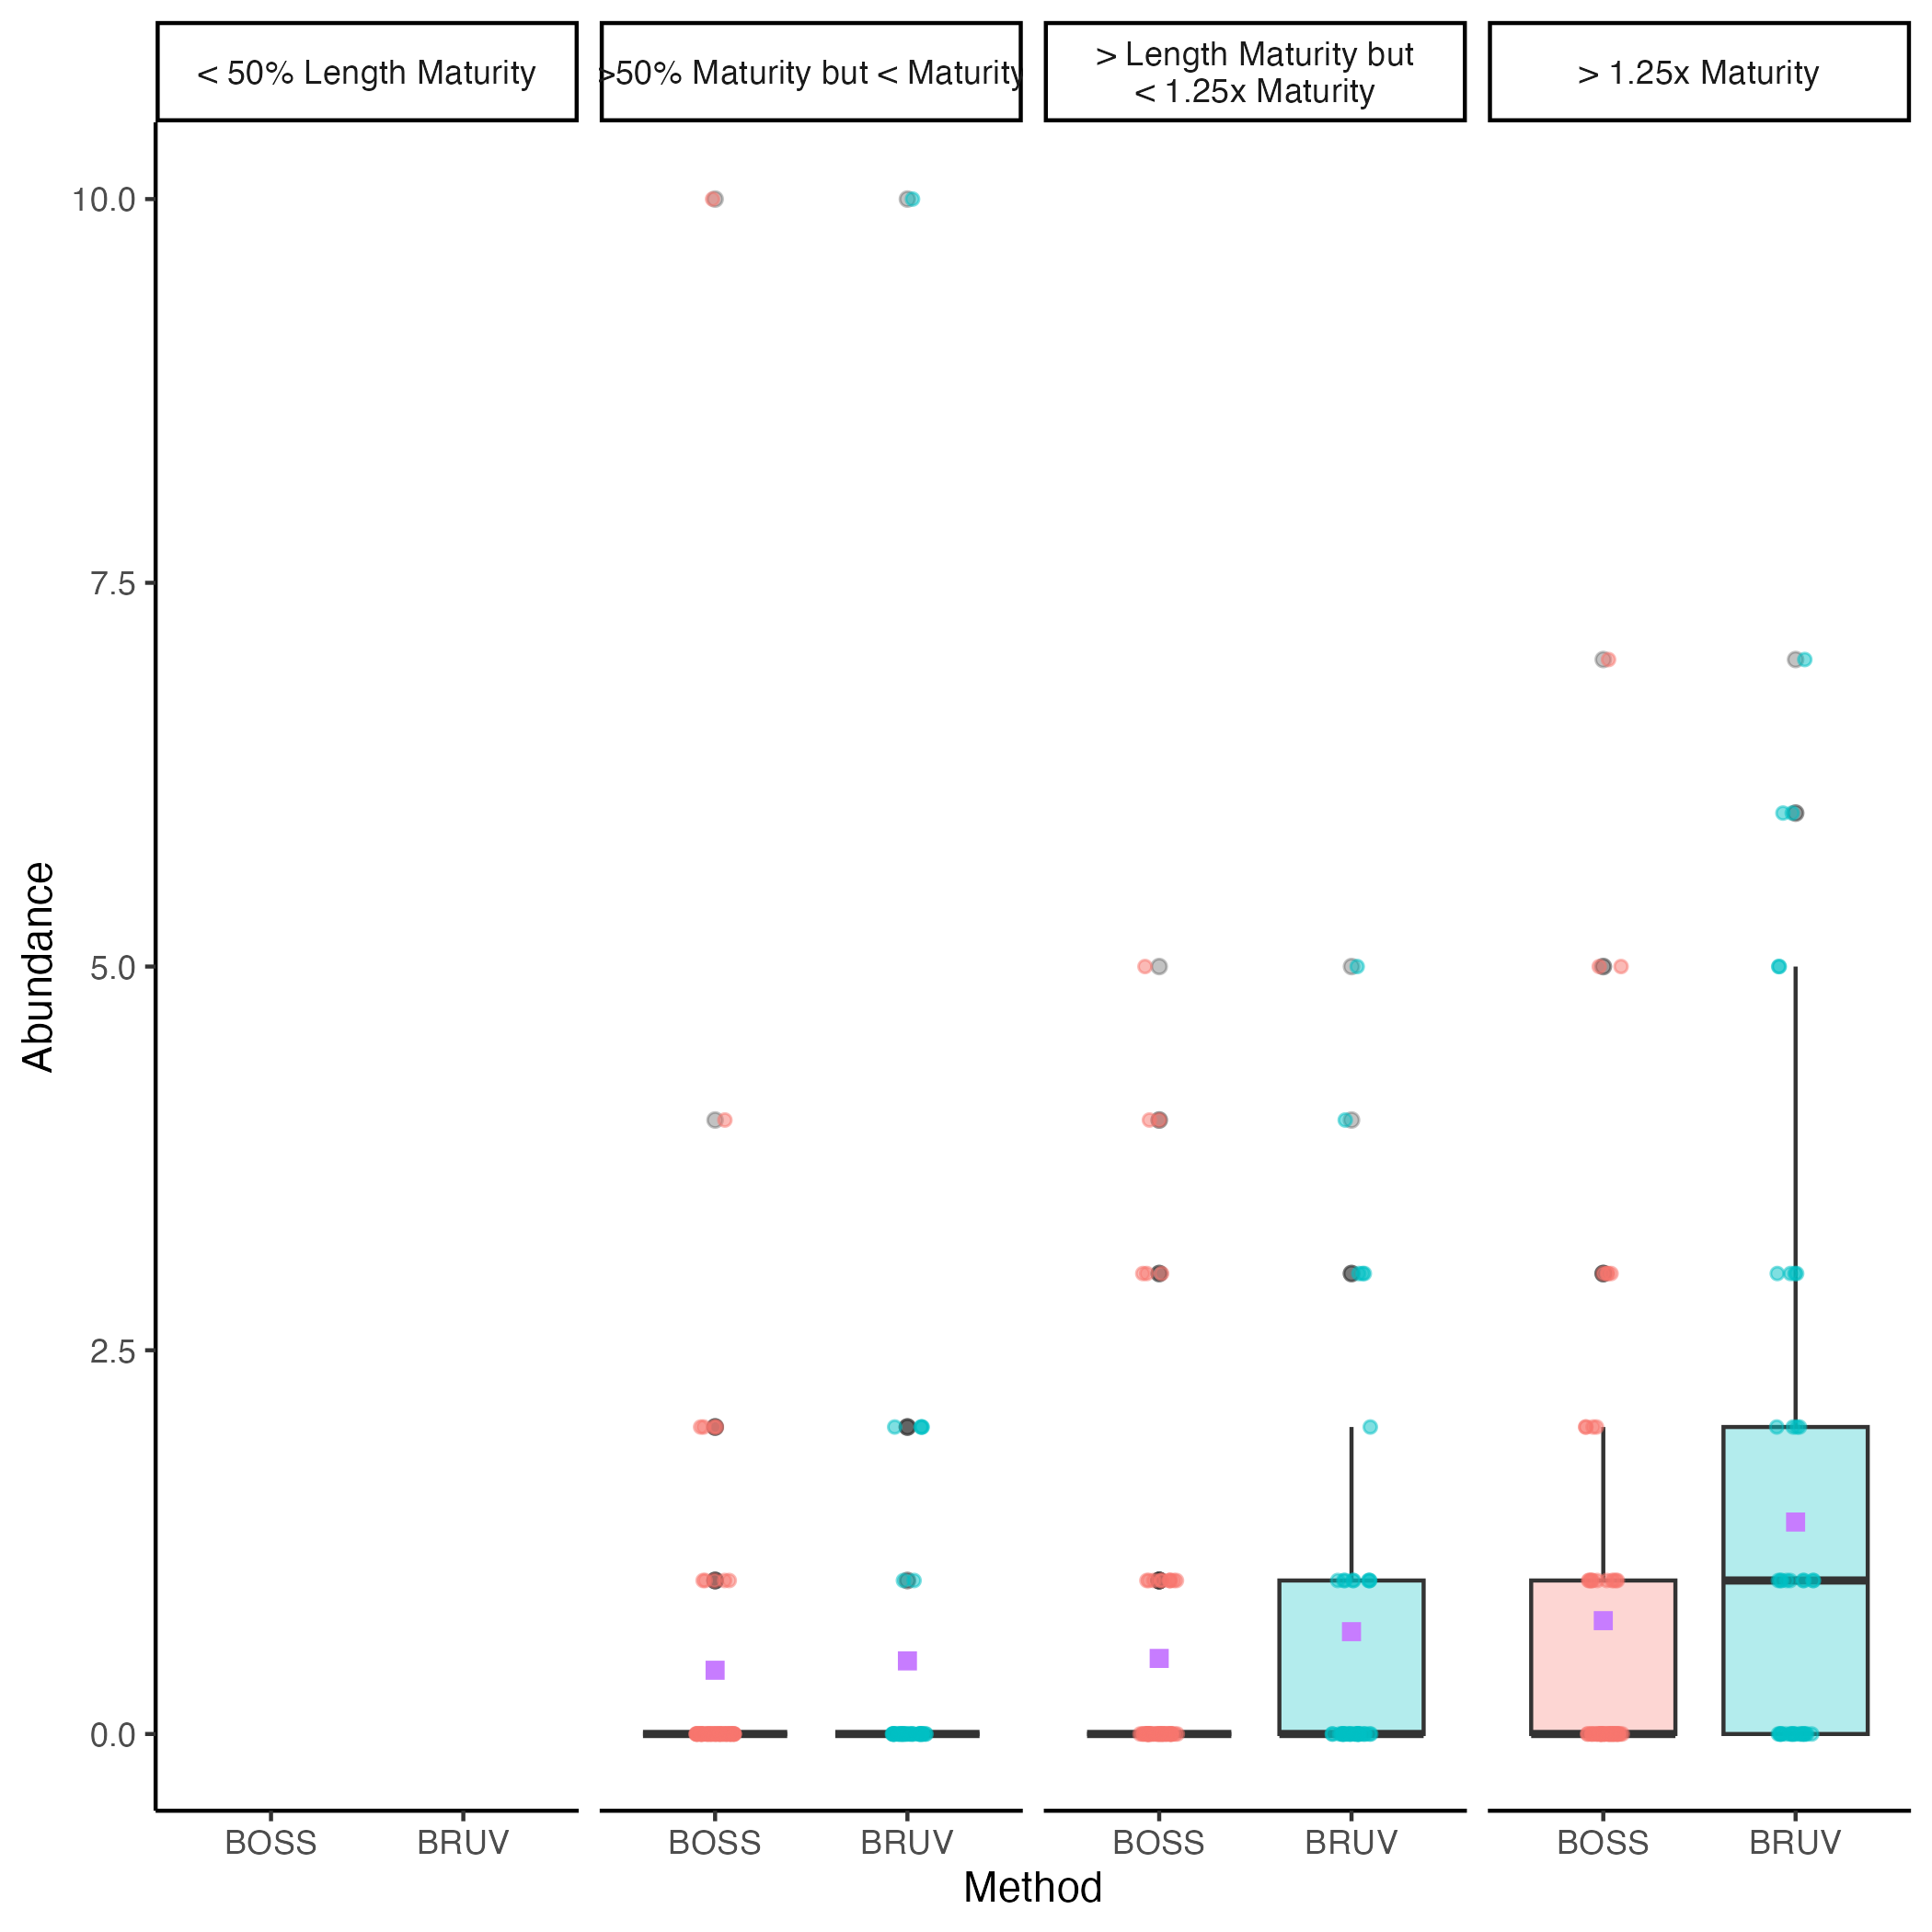 < 50% Length Maturity
>50% Maturity but < Maturity
> Length Maturity but
< 1.25x Maturity
> 1.25x Maturity
10.0
7.5
5.0
2.5
0.0
Abundance
BOSS
BRUV
BOSS
BRUV
BOSS
BRUV
BOSS
BRUV
Method